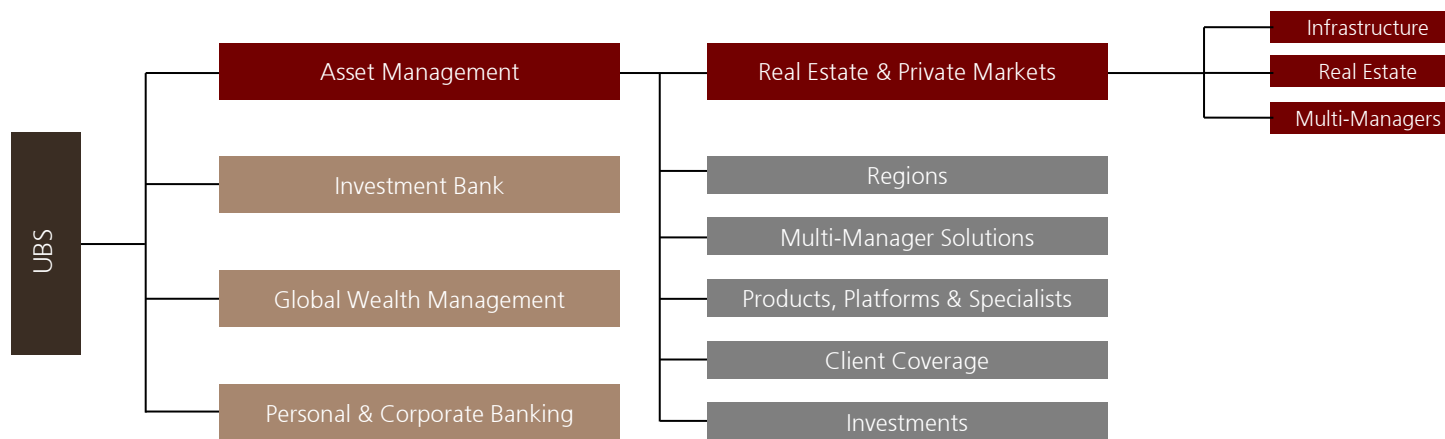 UBS
Asset Management
Investment Bank
Global Wealth Management
Personal & Corporate Banking
Real Estate & Private Markets
Regions
Multi-Manager Solutions
Products, Platforms & Specialists
Client Coverage
Investments
Infrastructure
Real Estate
Multi-Managers